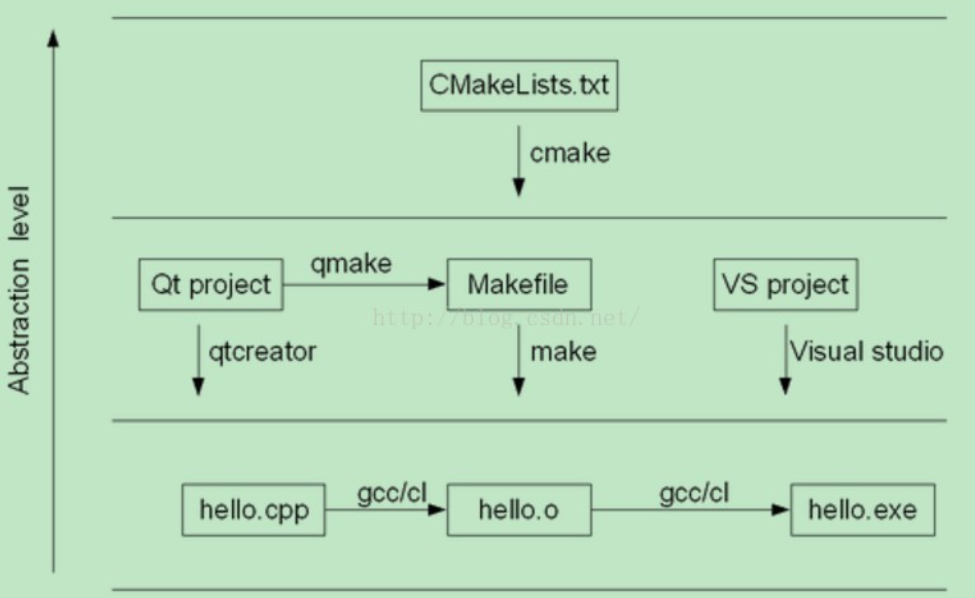 CMakeLists.txt
cmake
Abstraction level
Qt project
qmake
Makefile
VS project
http://blog.csdn.net/
qtcreator
make
Visual studio
hello.cpp
gcc/cl
hello.o
gcc/cl
hello.exe